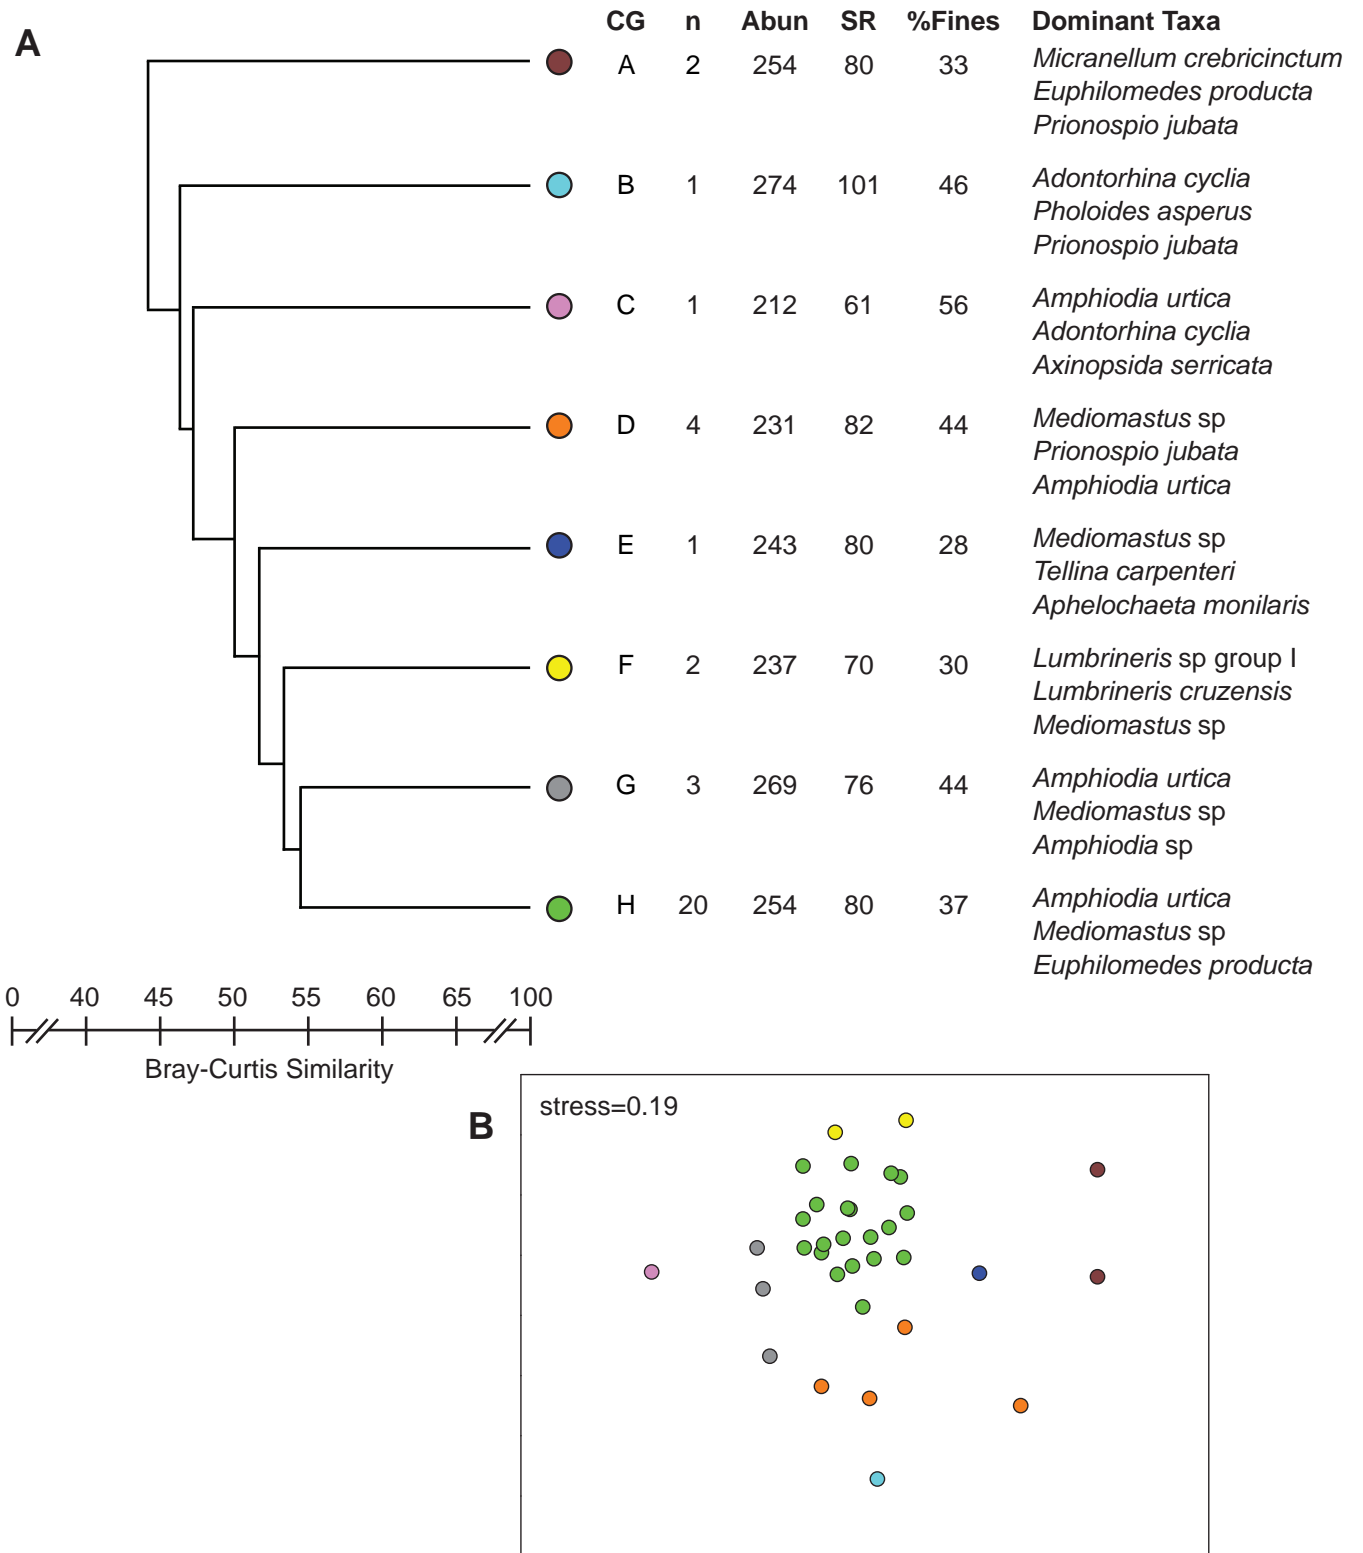 A
CG n Abun SR %Fines Dominant Taxa
A 2 254 80 33 Micranellum crebricinctum
Euphilomedes producta
Prionospio jubata
B 1 274 101 46 Adontorhina cyclia
Pholoides asperus
Prionospio jubata
C 1 212 61 56 Amphiodia urtica
Adontorhina cyclia
Axinopsida serricata
D 4 231 82 44 Mediomastus sp
Prionospio jubata
Amphiodia urtica
E 1 243 80 28 Mediomastus sp
Tellina carpenteri
Aphelochaeta monilaris
F 2 237 70 30 Lumbrineris sp group I
Lumbrineris cruzensis
Mediomastus sp
G 3 269 76 44 Amphiodia urtica
Mediomastus sp
Amphiodia sp
H 20 254 80 37 Amphiodia urtica
Mediomastus sp
Euphilomedes producta
0 40 45 50 55 60 65 100
Bray-Curtis Similarity
B
stress=0.19